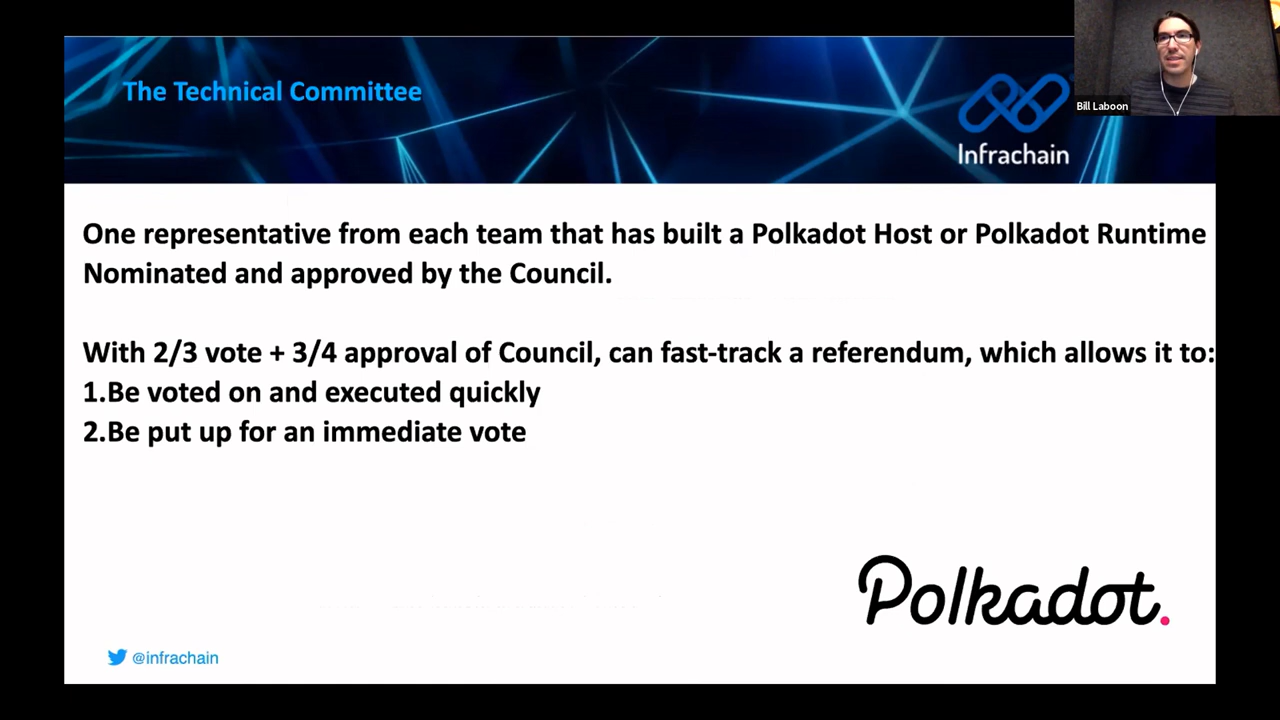 The Technical Committee
Infrachain
Bill Laboon
One representative from each team that has built a Polkadot Host or Polkadot Runtime
Nominated and approved by the Council.
With 2/3 vote + 3/4 approval of Council, can fast-track a referendum, which allows it to:
1.Be voted on and executed quickly
2.Be put up for an immediate vote
Polkadot.
@infrachain